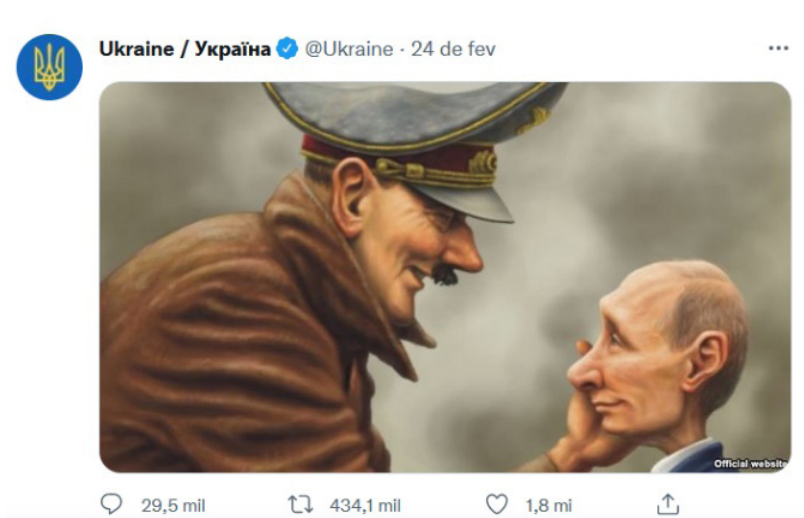 Ukraine / Україна @Ukraine · 24 de fev
Official website
29,5 mil 434,1 mil 1,8 mi